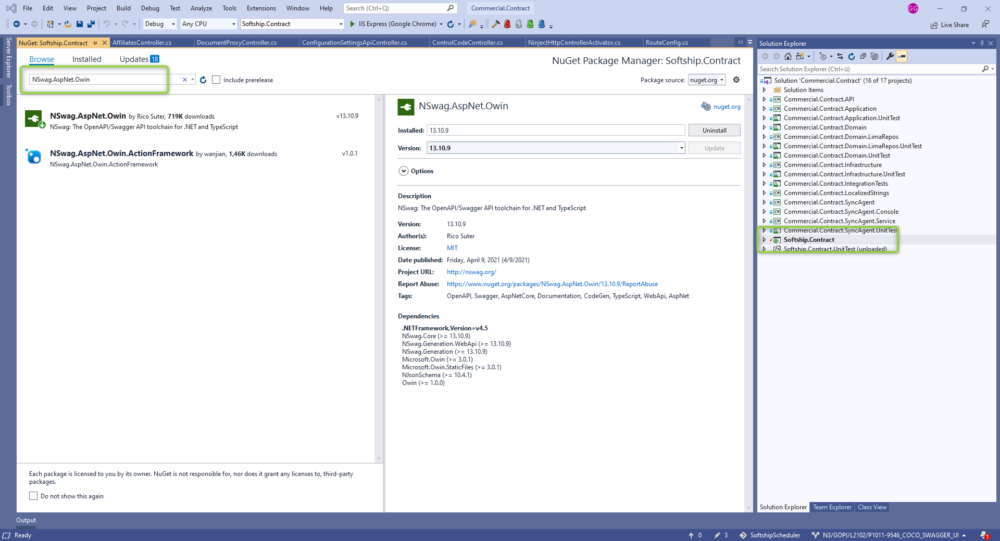 File Edit View Project Build Debug Test Analyze Tools Extensions Window Help Search (Ctrl+Q) Commercial.Contract GG
Debug Any CPU Softship.Contract IIS Express (Google Chrome) Live Share
Server Explorer
Toolbox
NuGet: Softship.Contract AffiliatesController.cs DocumentProxyController.cs ConfigurationSettingsApiController.cs ControlCodeController.cs NinjectHttpControllerActivator.cs RouteConfig.cs
Browse Installed Updates 18
NuGet Package Manager: Softship.Contract
NSwag.AspNet.Owin Include prerelease
Package source: nuget.org
NSwag.AspNet.Owin by Rico Suter, 719K downloads v13.10.9
NSwag: The OpenAPI/Swagger API toolchain for .NET and TypeScript
NSwag.AspNet.Owin.ActionFramework by wanjian, 1,46K downloads v1.0.1
NSwag.AspNet.Owin.ActionFramework
Each package is licensed to you by its owner. NuGet is not responsible for, nor does it grant any licenses to, third-party
packages.
Do not show this again
NSwag.AspNet.Owin nuget.org
Installed: 13.10.9 Uninstall
Version: 13.10.9 Update
Options
Description
NSwag: The OpenAPI/Swagger API toolchain for .NET and TypeScript
Version: 13.10.9
Author(s): Rico Suter
License: MIT
Date published: Friday, April 9, 2021 (4/9/2021)
Project URL: http://nswag.org/
Report Abuse: https://www.nuget.org/packages/NSwag.AspNet.Owin/13.10.9/ReportAbuse
Tags: OpenAPI, Swagger, AspNetCore, Documentation, CodeGen, TypeScript, WebApi, AspNet
Dependencies
.NETFramework,Version=v4.5
NSwag.Core (>= 13.10.9)
NSwag.Generation.WebApi (>= 13.10.9)
NSwag.Generation (>= 13.10.9)
Microsoft.Owin (>= 3.0.1)
Microsoft.Owin.StaticFiles (>= 3.0.1)
NJsonSchema (>= 10.4.1)
Owin (>= 1.0.0)
Solution Explorer
Search Solution Explorer (Ctrl+ü)
Solution 'Commercial.Contract' (16 of 17 projects)
Solution Items
Commercial.Contract.API
Commercial.Contract.Application
Commercial.Contract.Application.UnitTest
Commercial.Contract.Domain
Commercial.Contract.Domain.LimaRepos
Commercial.Contract.Domain.LimaRepos.UnitTest
Commercial.Contract.Domain.UnitTest
Commercial.Contract.Infrastructure
Commercial.Contract.Infrastructure.UnitTest
Commercial.Contract.IntegrationTests
Commercial.Contract.LocalizedStrings
Commercial.Contract.SyncAgent
Commercial.Contract.SyncAgent.Console
Commercial.Contract.SyncAgent.Service
Commercial.Contract.SyncAgent.UnitTest
Softship.Contract
Softship.Contract.UnitTest (unloaded)
Solution Explorer Team Explorer Class View
Output
Ready 0 3 SoftshipScheduler N3/GOPI/L2102/P1011-9546_COCO_SWAGGER_UI 1